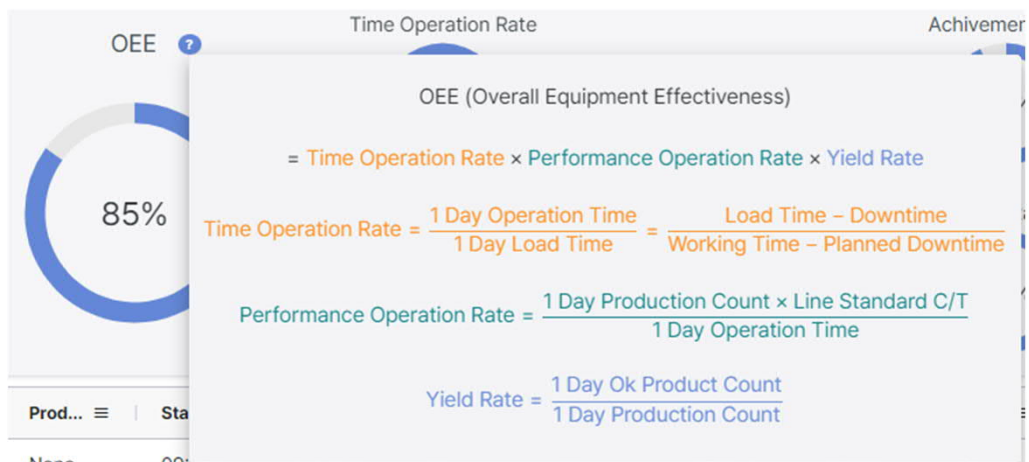 Time Operation Rate
OEE ?
OEE (Overall Equipment Effectiveness)
= Time Operation Rate × Performance Operation Rate × Yield Rate
85%
Time Operation Rate = 1 Day Operation Time / 1 Day Load Time = Load Time – Downtime / Working Time – Planned Downtime
Performance Operation Rate = 1 Day Production Count × Line Standard C/T / 1 Day Operation Time
Yield Rate = 1 Day Ok Product Count / 1 Day Production Count
Prod... Sta